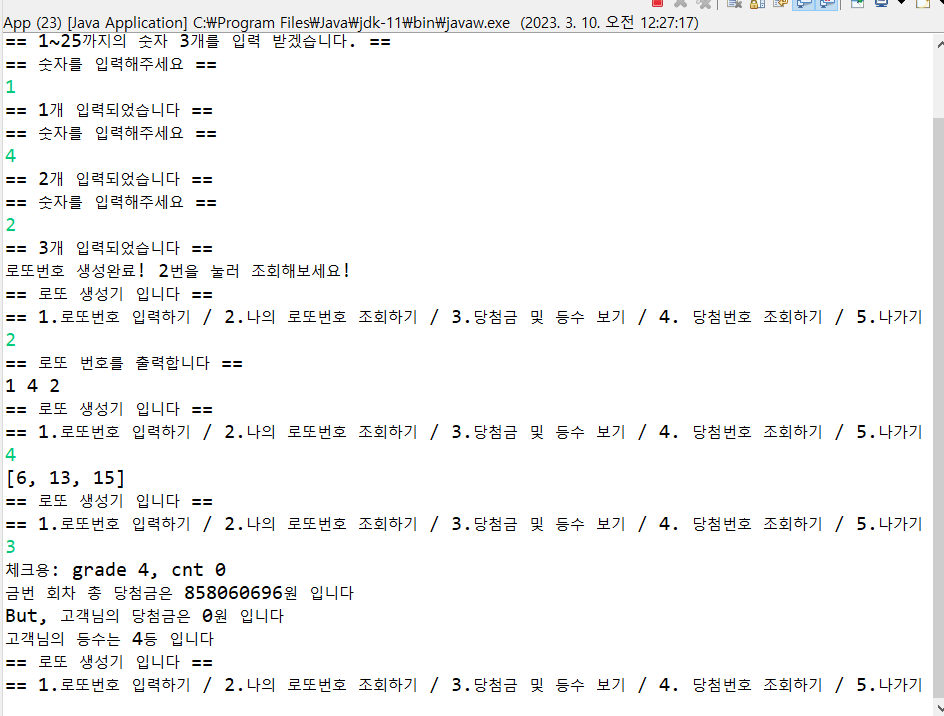 App (23) [Java Application] C:₩Program Files₩Java₩jdk-11₩bin₩javaw.exe (2023. 3. 10. 오전 12:27:17)
== 1~25까지의 숫자 3개를 입력 받겠습니다. ==
== 숫자를 입력해주세요 ==
1
== 1개 입력되었습니다 ==
== 숫자를 입력해주세요 ==
4
== 2개 입력되었습니다 ==
== 숫자를 입력해주세요 ==
2
== 3개 입력되었습니다 ==
로또번호 생성완료! 2번을 눌러 조회해보세요!
== 로또 생성기 입니다 ==
== 1.로또번호 입력하기 / 2.나의 로또번호 조회하기 / 3.당첨금 및 등수 보기 / 4. 당첨번호 조회하기 / 5.나가기
2
== 로또 번호를 출력합니다 ==
1 4 2
== 로또 생성기 입니다 ==
== 1.로또번호 입력하기 / 2.나의 로또번호 조회하기 / 3.당첨금 및 등수 보기 / 4. 당첨번호 조회하기 / 5.나가기
4
[6, 13, 15]
== 로또 생성기 입니다 ==
== 1.로또번호 입력하기 / 2.나의 로또번호 조회하기 / 3.당첨금 및 등수 보기 / 4. 당첨번호 조회하기 / 5.나가기
3
체크용: grade 4, cnt 0
금번 회차 총 당첨금은 858060696원 입니다
But, 고객님의 당첨금은 0원 입니다
고객님의 등수는 4등 입니다
== 로또 생성기 입니다 ==
== 1.로또번호 입력하기 / 2.나의 로또번호 조회하기 / 3.당첨금 및 등수 보기 / 4. 당첨번호 조회하기 / 5.나가기